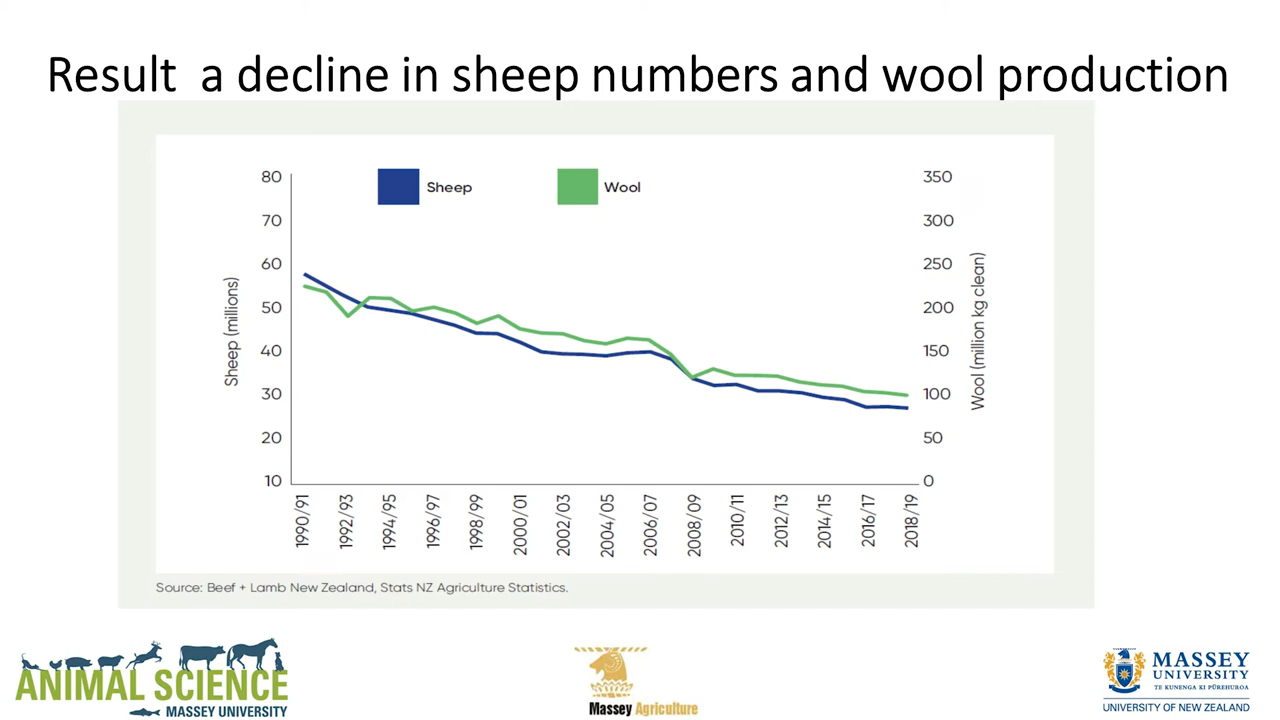 Result  a decline in sheep numbers and wool production
Sheep
Wool
80
70
60
50
40
30
20
10
Sheep (millions)
350
300
250
200
150
100
50
0
Wool (million kg clean)
1990/91
1992/93
1994/95
1996/97
1998/99
2000/01
2002/03
2004/05
2006/07
2008/09
2010/11
2012/13
2014/15
2016/17
2018/19
Source: Beef + Lamb New Zealand, Stats NZ Agriculture Statistics.
ANIMAL SCIENCE
MASSEY UNIVERSITY
Massey Agriculture
MASSEY
UNIVERSITY
TE KUNENGA KI PŪREHUROA
UNIVERSITY OF NEW ZEALAND